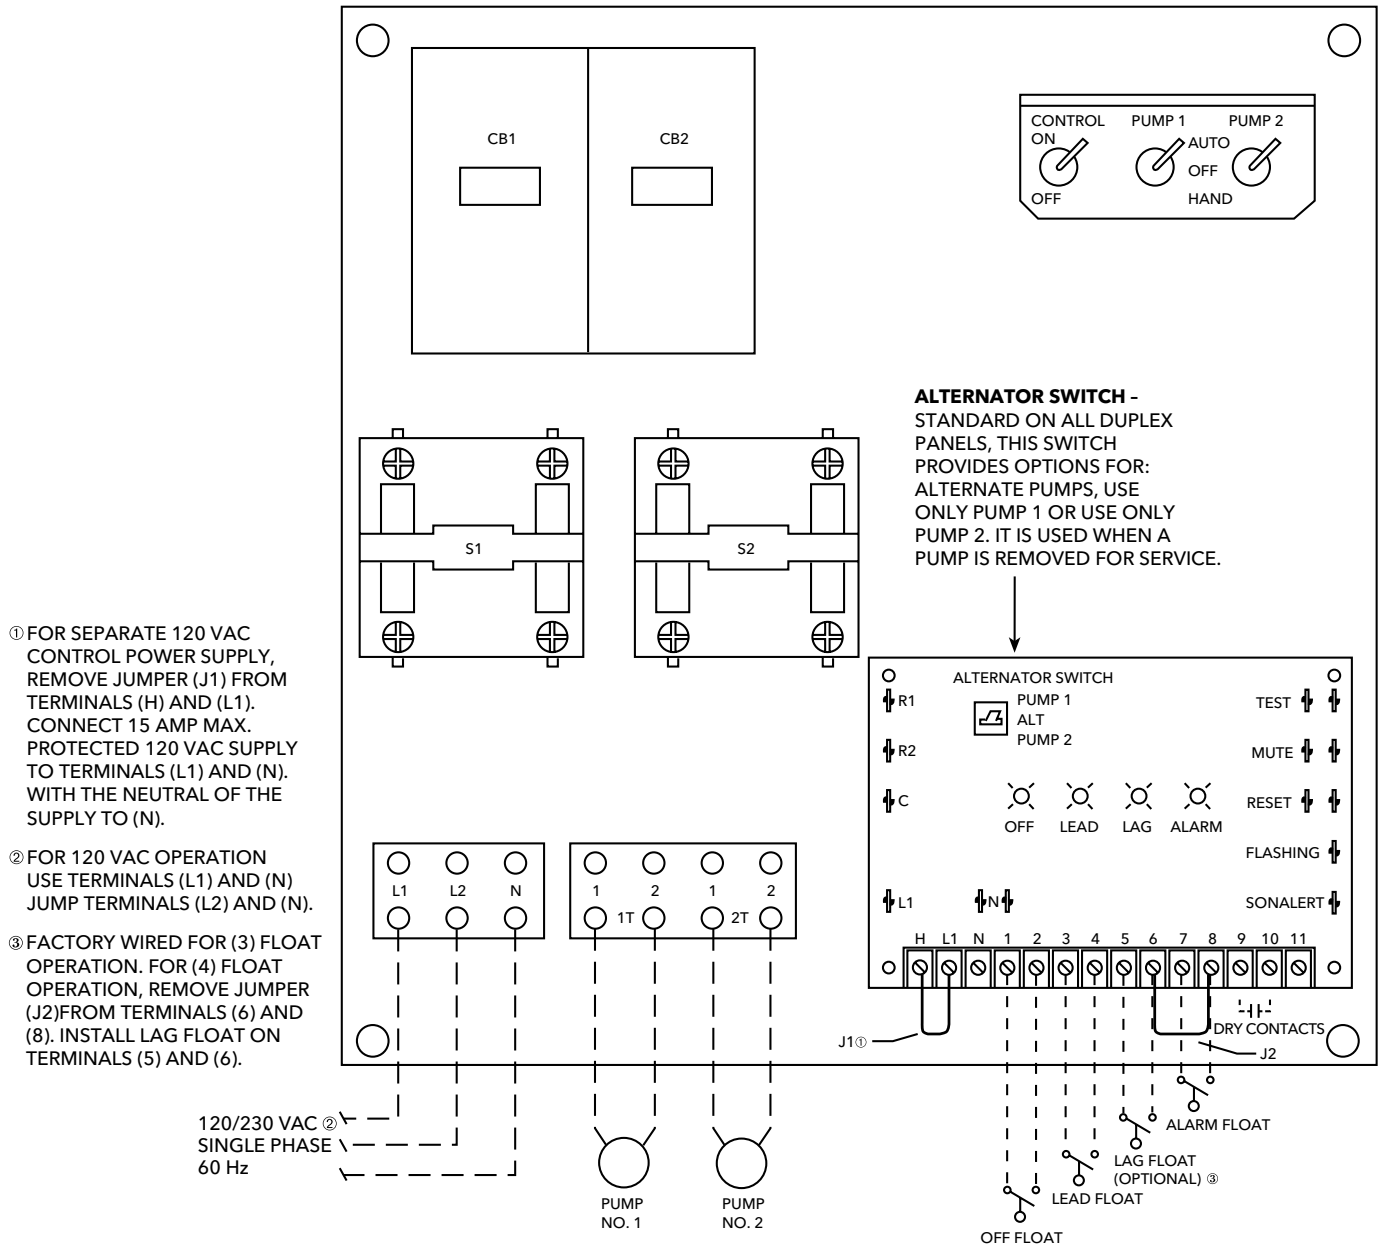 CB1
CB2
CONTROL
PUMP 1
PUMP 2
ON
AUTO
OFF
OFF
HAND
ALTERNATOR SWITCH –
STANDARD ON ALL DUPLEX
PANELS, THIS SWITCH
PROVIDES OPTIONS FOR:
ALTERNATE PUMPS, USE
ONLY PUMP 1 OR USE ONLY
PUMP 2. IT IS USED WHEN A
PUMP IS REMOVED FOR SERVICE.
S1
S2
① FOR SEPARATE 120 VAC
CONTROL POWER SUPPLY,
REMOVE JUMPER (J1) FROM
TERMINALS (H) AND (L1).
CONNECT 15 AMP MAX.
PROTECTED 120 VAC SUPPLY
TO TERMINALS (L1) AND (N).
WITH THE NEUTRAL OF THE
SUPPLY TO (N).
② FOR 120 VAC OPERATION
USE TERMINALS (L1) AND (N)
JUMP TERMINALS (L2) AND (N).
③ FACTORY WIRED FOR (3) FLOAT
OPERATION. FOR (4) FLOAT
OPERATION, REMOVE JUMPER
(J2)FROM TERMINALS (6) AND
(8). INSTALL LAG FLOAT ON
TERMINALS (5) AND (6).
ALTERNATOR SWITCH
PUMP 1
ALT
PUMP 2
R1
R2
C
L1
N
TEST
MUTE
RESET
FLASHING
SONALERT
OFF
LEAD
LAG
ALARM
H L1 N 1 2 3 4 5 6 7 8 9 10 11
L1 L2 N
1 2 1 2
1T 2T
J1①
DRY CONTACTS
J2
120/230 VAC ②
SINGLE PHASE
60 Hz
PUMP
NO. 1
PUMP
NO. 2
ALARM FLOAT
LAG FLOAT
(OPTIONAL) ③
LEAD FLOAT
OFF FLOAT